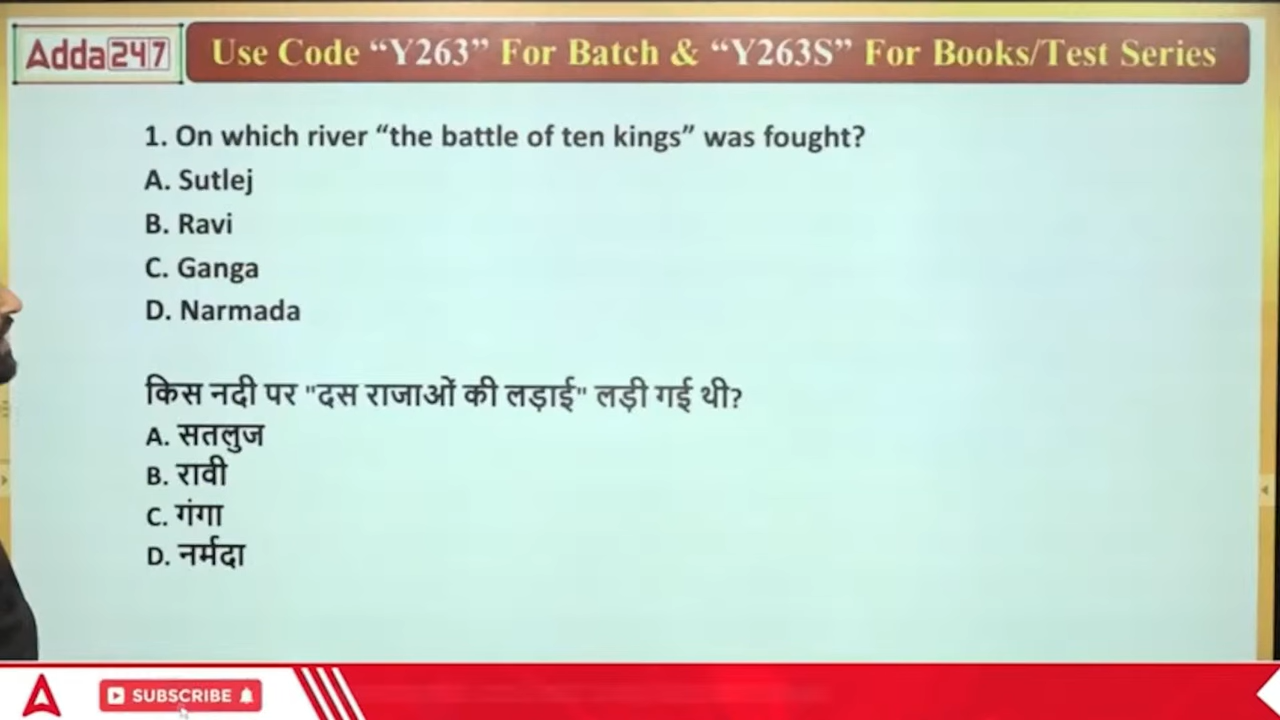 Adda247
Use Code “Y263” For Batch & “Y263S” For Books/Test Series
1. On which river “the battle of ten kings” was fought?
A. Sutlej
B. Ravi
C. Ganga
D. Narmada
किस नदी पर "दस राजाओं की लड़ाई" लड़ी गई थी?
A. सतलुज
B. रावी
C. गंगा
D. नर्मदा
SUBSCRIBE